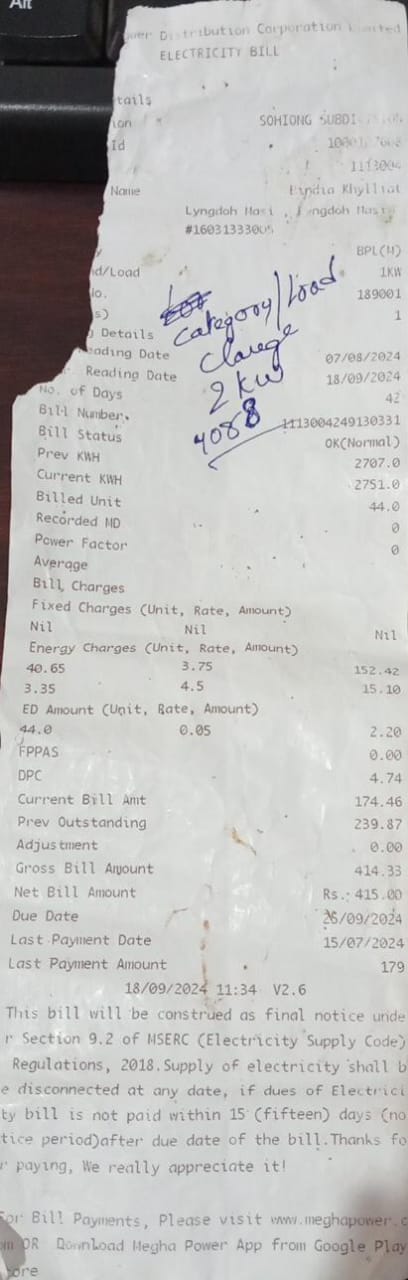 Alt
Distribution Corporation
ELECTRICITY BILL
tails
ion SOHIONG
Id
1113004
Name Khylliat
Lyngdoh
BPL(M)
d/Load 1KW
o. 189001
s) 1
Details
eading Date 07/08/2024
Reading Date 18/09/2024
No. of Days 42
category/Load
change
2 KW
4088
Bill Number. 1113004249130331
Bill Status OK(Normal)
Prev KWH 2707.0
Current KWH 2751.0
Billed Unit 44.0
Recorded MD 0
Power Factor 0
Average
Bill Charges
Fixed Charges (Unit, Rate, Amount)
Nil Nil Nil
Energy Charges (Unit, Rate, Amount)
40.65 3.75 152.42
3.35 4.5 15.10
ED Amount (Unit, Rate, Amount)
44.0 0.05 2.20
FPPAS 0.00
DPC 4.74
Current Bill Amt 174.46
Prev Outstanding 239.87
Adjustment 0.00
Gross Bill Amount 414.33
Net Bill Amount Rs.: 415.00
Due Date 26/09/2024
Last Payment Date 15/07/2024
Last Payment Amount 179
18/09/2024 11:34 V2.6
This bill will be construed as final notice unde
r Section 9.2 of MSERC (Electricity Supply Code)
Regulations, 2018.Supply of electricity shall b
e disconnected at any date, if dues of Electrici
ty bill is not paid within 15 (fifteen) days (no
tice period)after due date of the bill.Thanks fo
r paying, We really appreciate it!
For Bill Payments, Please visit www.meghapower.c
om OR Download Megha Power App from Google Play
Store